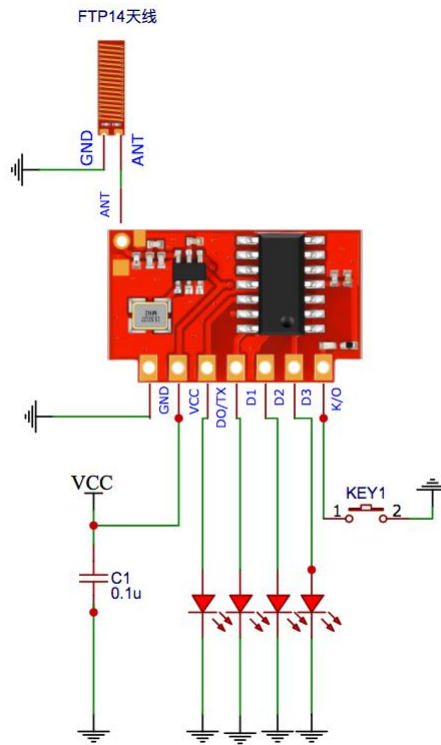 FTP14天线
GND
ANT
ANT
GND
VCC
DO/TX
D1
D2
D3
K/O
VCC
KEY1
1
2
C1
0.1u